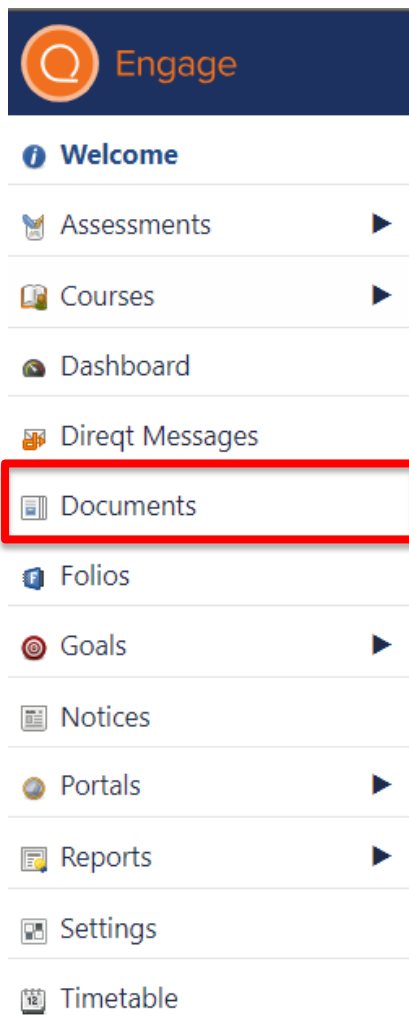 Engage
Welcome
Assessments
Courses
Dashboard
Direqt Messages
Documents
Folios
Goals
Notices
Portals
Reports
Settings
Timetable